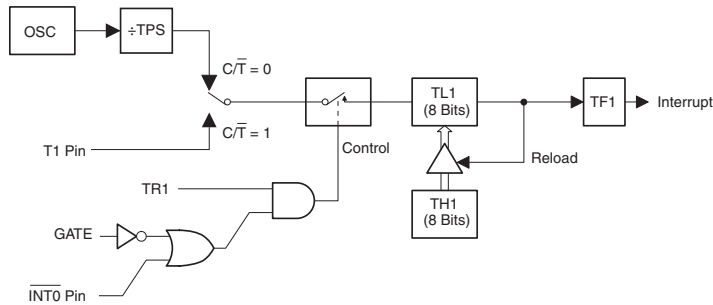 OSC
÷TPS
C/T̅ = 0
C/T̅ = 1
T1 Pin
TL1
(8 Bits)
TF1
Interrupt
Control
Reload
TR1
TH1
(8 Bits)
GATE
I̅N̅T̅0̅ Pin